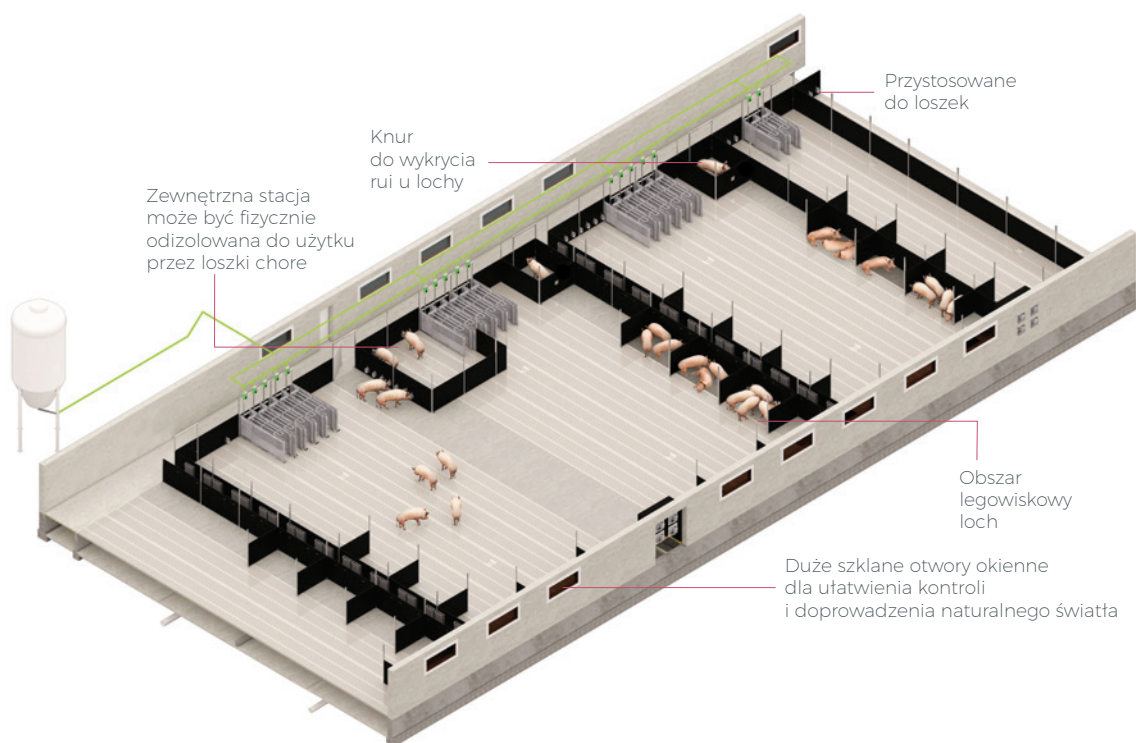 Przystosowane
do loszek
Knur
do wykrycia
rui u lochy
Zewnętrzna stacja
może być fizycznie
odizolowana do użytku
przez loszki chore
Obszar
legowiskowy
loch
Duże szklane otwory okienne
dla ułatwienia kontroli
i doprowadzenia naturalnego światła